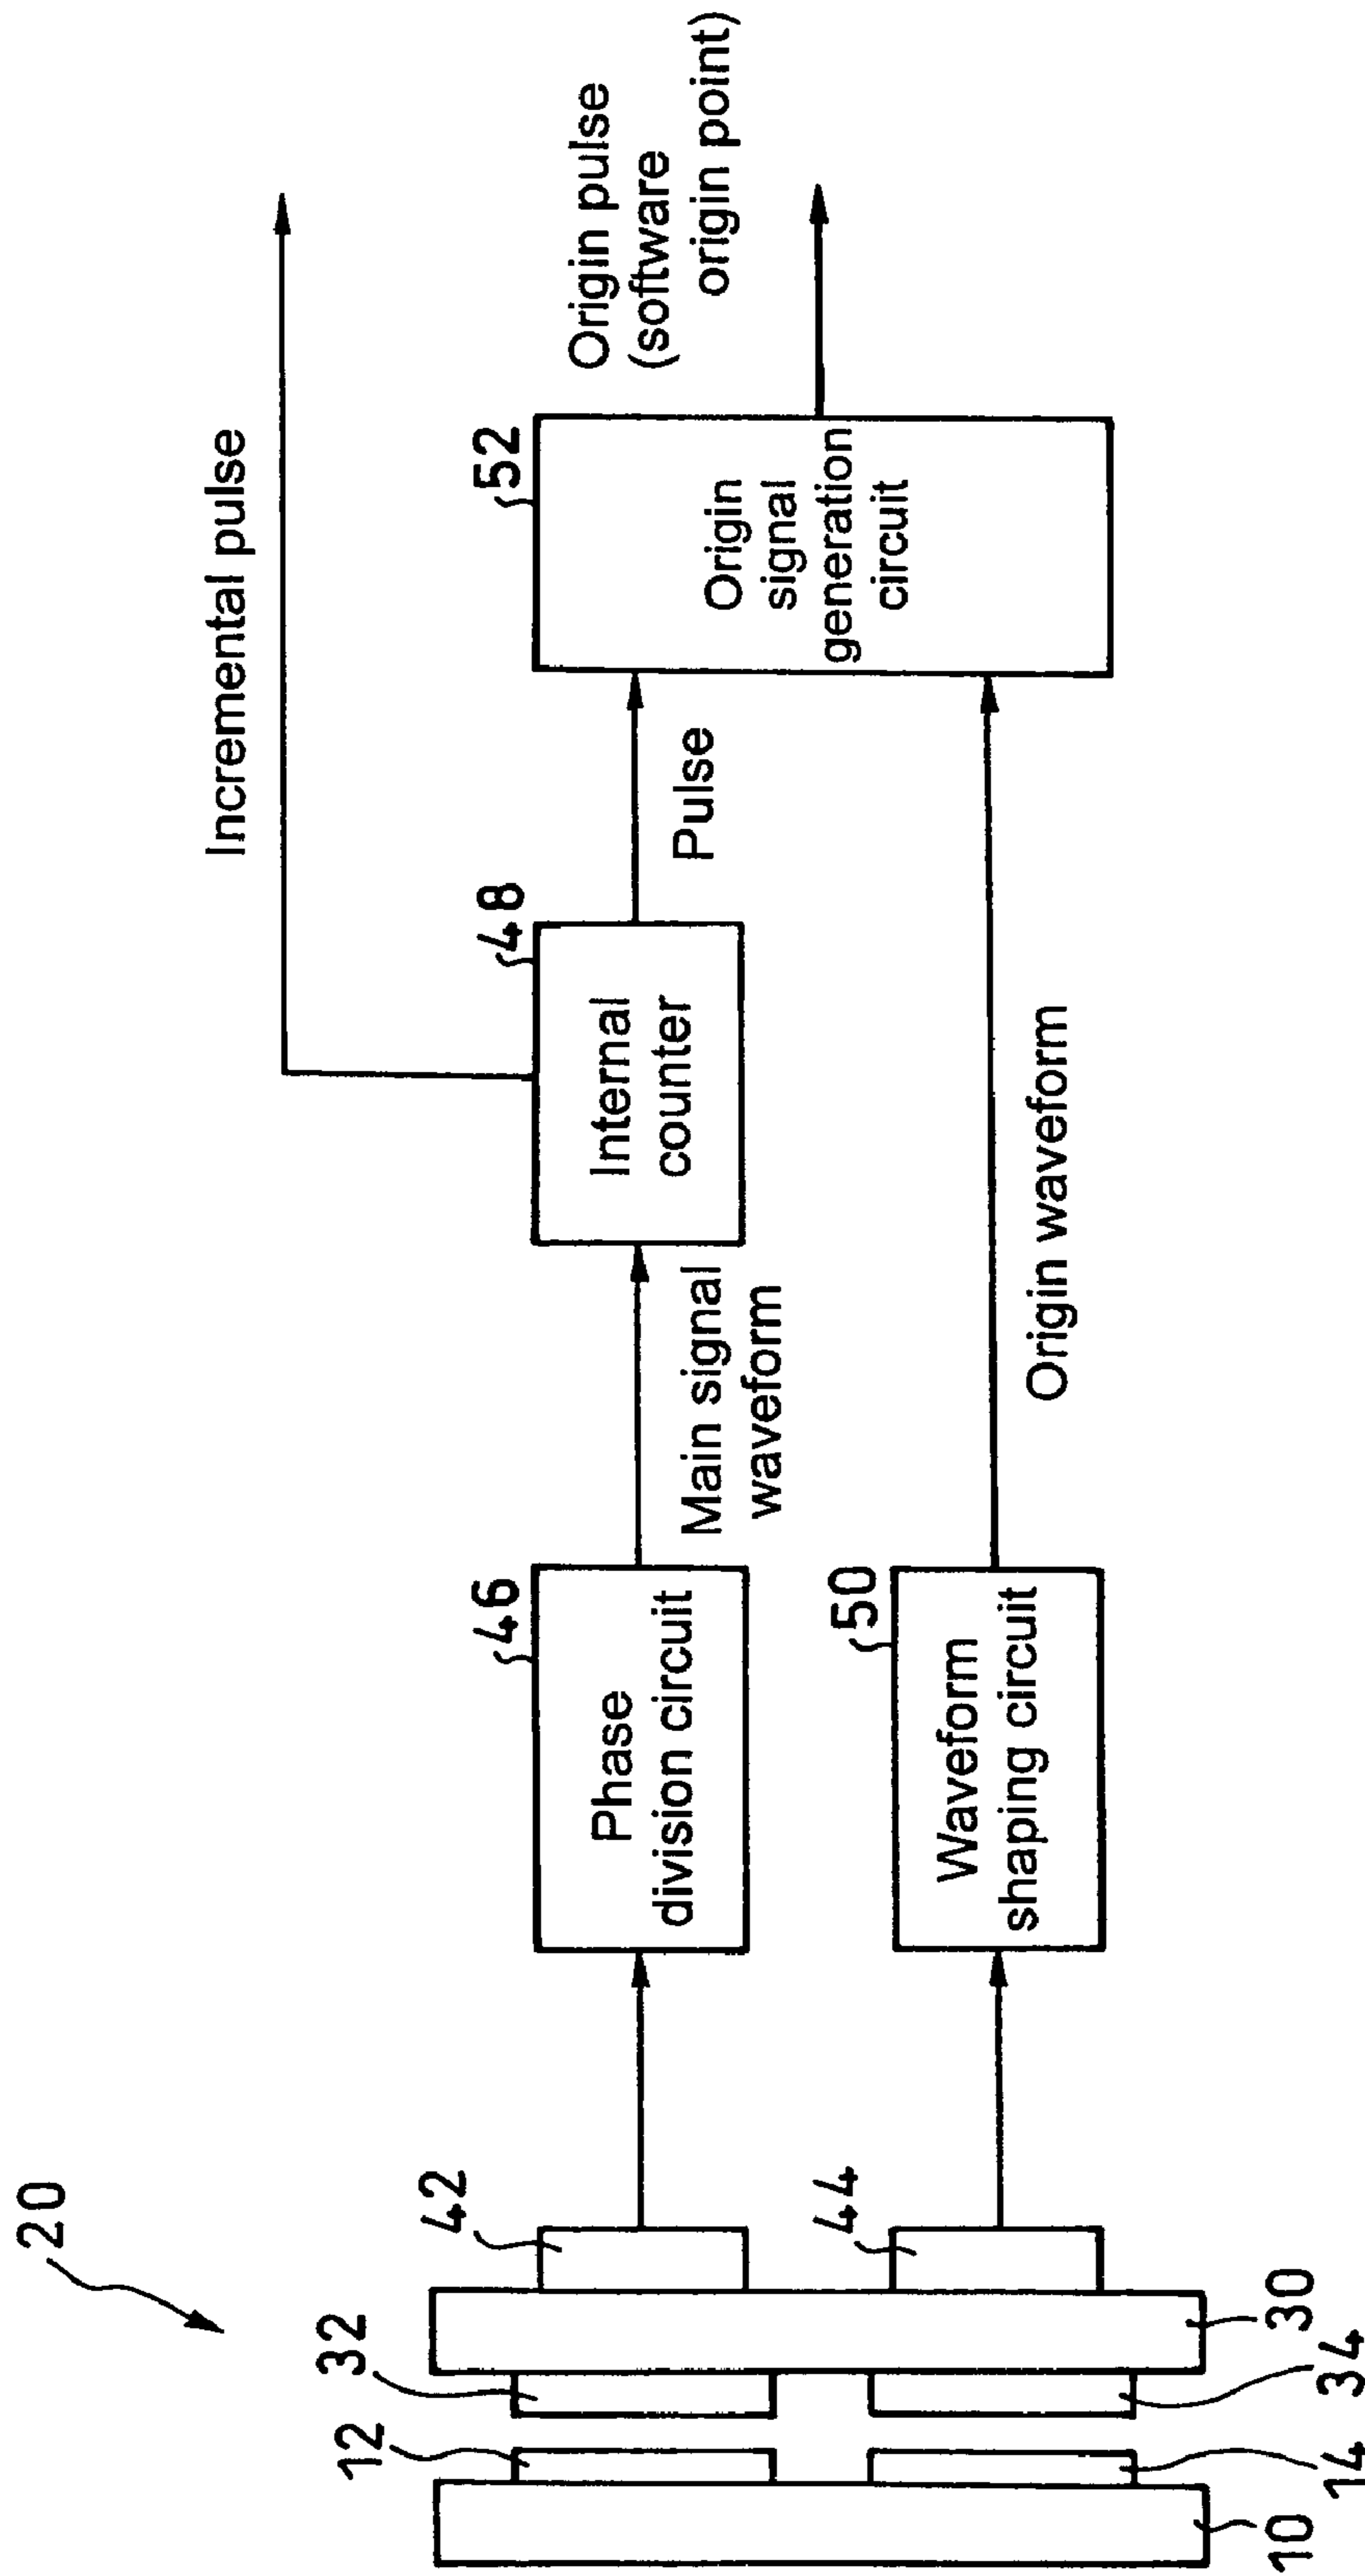 20
Incremental pulse
Origin pulse
(software
origin point)
12
32
42
46
48
52
Phase
division circuit
Main signal
waveform
Internal
counter
Pulse
Origin
signal
generation
circuit
44
50
Waveform
shaping circuit
Origin waveform
10
14
34
30